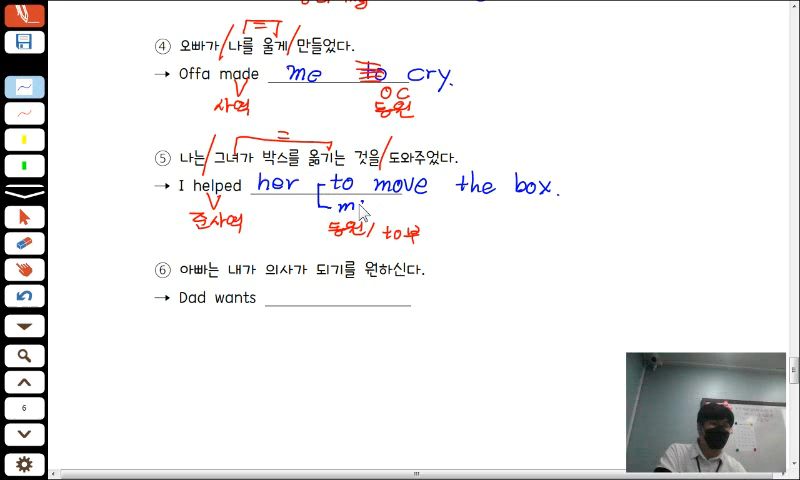 =
④ 오빠가 / 나를 울게 / 만들었다.
→ Offa made me to cry.
사역
O C
동원
=
⑤ 나는 / 그녀가 박스를 옮기는 것을 / 도와주었다.
→ I helped her to move the box.
m
준사역
동원 / to부
⑥ 아빠는 내가 의사가 되기를 원하신다.
→ Dad wants
6